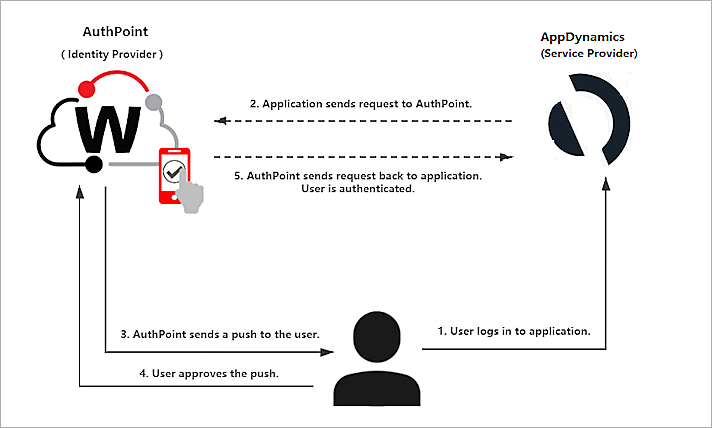 AuthPoint
( Identity Provider )
AppDynamics
(Service Provider)
W
2. Application sends request to AuthPoint.
5. AuthPoint sends request back to application.
User is authenticated.
3. AuthPoint sends a push to the user.
1. User logs in to application.
4. User approves the push.